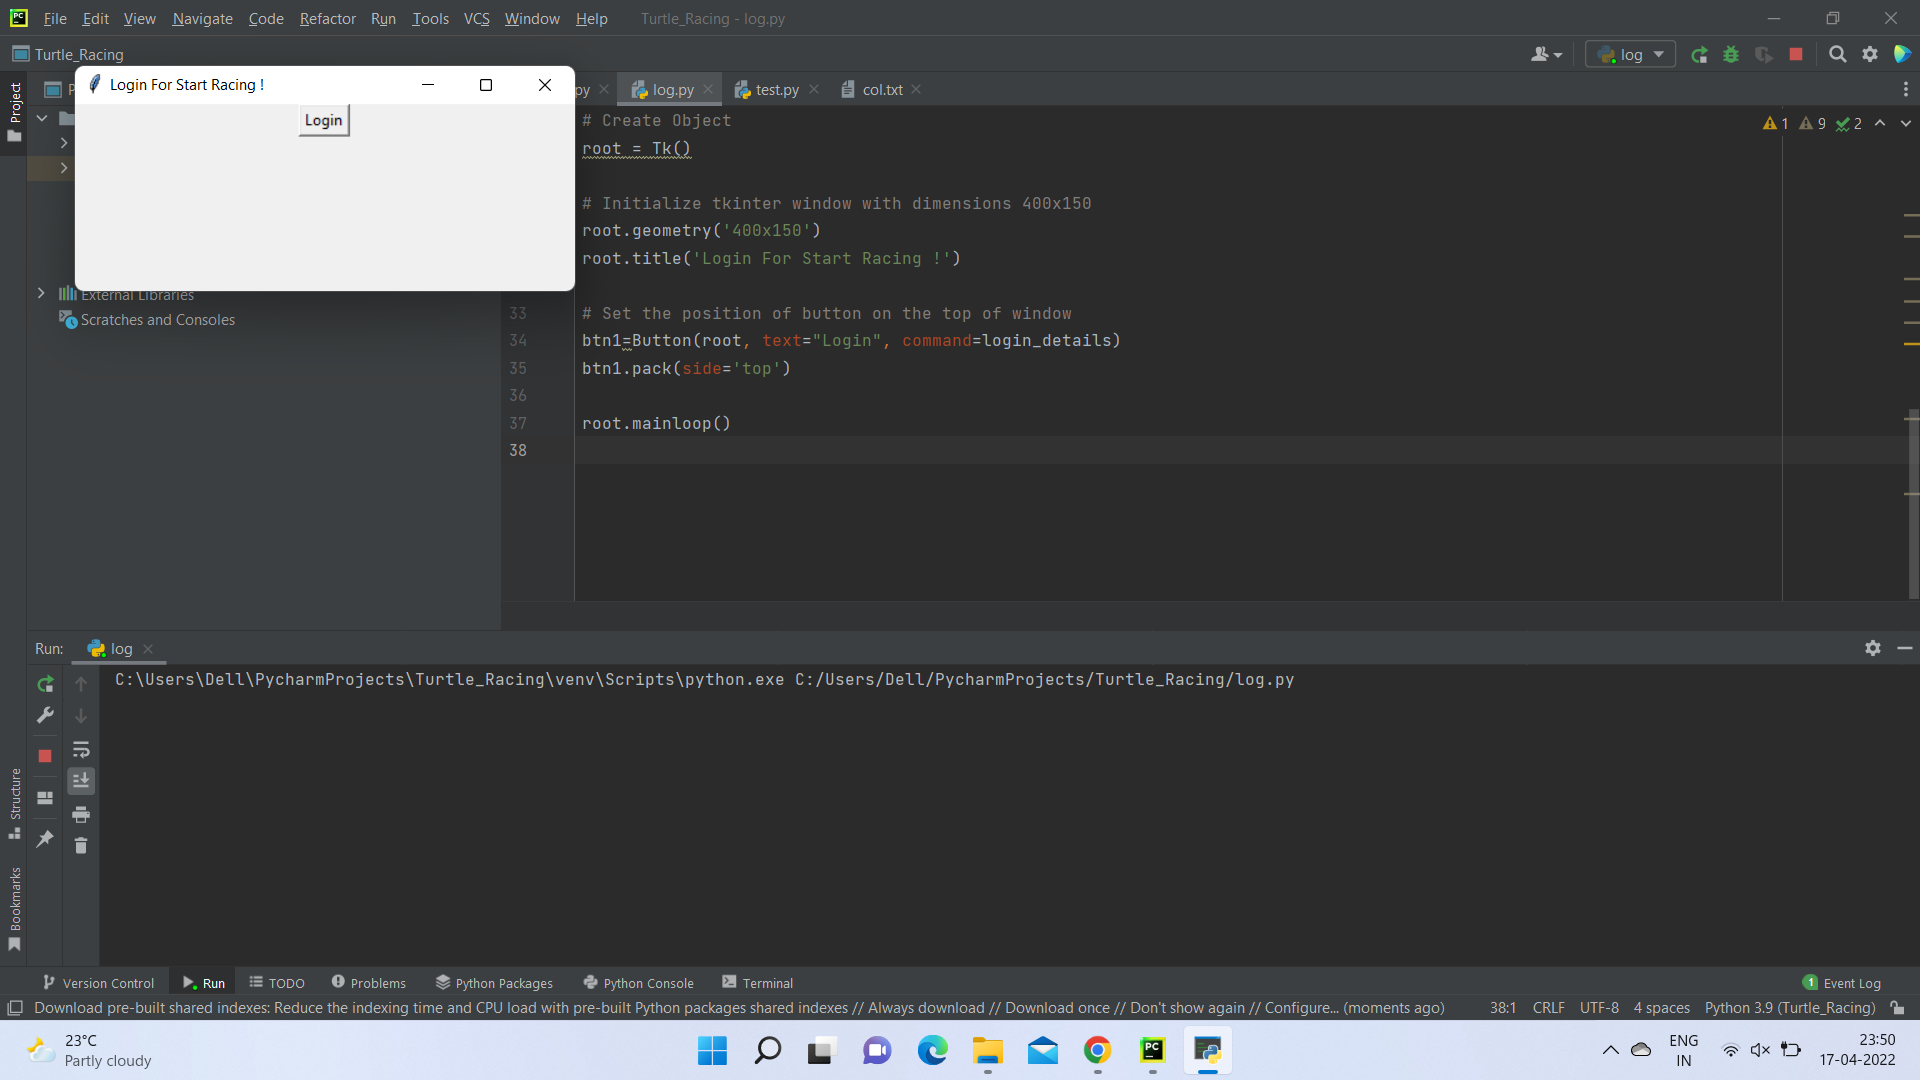 File Edit View Navigate Code Refactor Run Tools VCS Window Help Turtle_Racing - log.py
Turtle_Racing
log
Project
Login For Start Racing !
Login
py
log.py
test.py
col.txt
1 9 2
# Create Object
root = Tk()
# Initialize tkinter window with dimensions 400x150
root.geometry('400x150')
root.title('Login For Start Racing !')
External Libraries
Scratches and Consoles
33 # Set the position of button on the top of window
34 btn1=Button(root, text="Login", command=login_details)
35 btn1.pack(side='top')
36
37 root.mainloop()
38
Run: log
C:\Users\Dell\PycharmProjects\Turtle_Racing\venv\Scripts\python.exe C:/Users/Dell/PycharmProjects/Turtle_Racing/log.py
Structure
Bookmarks
Version Control Run TODO Problems Python Packages Python Console Terminal 1 Event Log
Download pre-built shared indexes: Reduce the indexing time and CPU load with pre-built Python packages shared indexes // Always download // Download once // Don't show again // Configure... (moments ago) 38:1 CRLF UTF-8 4 spaces Python 3.9 (Turtle_Racing)
23°C
Partly cloudy
PC
ENG
IN
23:50
17-04-2022